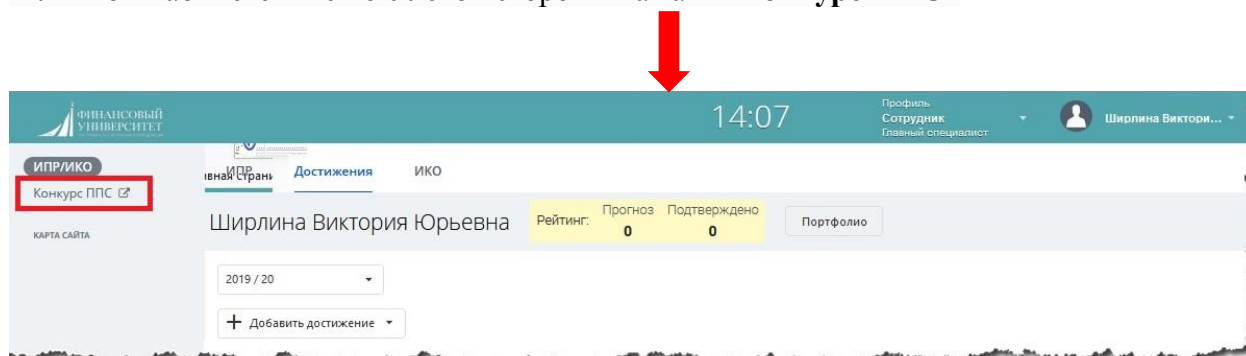 ФИНАНСОВЫЙ
УНИВЕРСИТЕТ
14:07
Профиль
Сотрудник
Главный специалист
Ширлина Виктори...
ИПР/ИКО
Конкурс ППС
КАРТА САЙТА
ИПР
Достижения
ИКО
Ширлина Виктория Юрьевна
Рейтинг:
Прогноз Подтверждено
0 0
Портфолио
2019 / 20
+ Добавить достижение